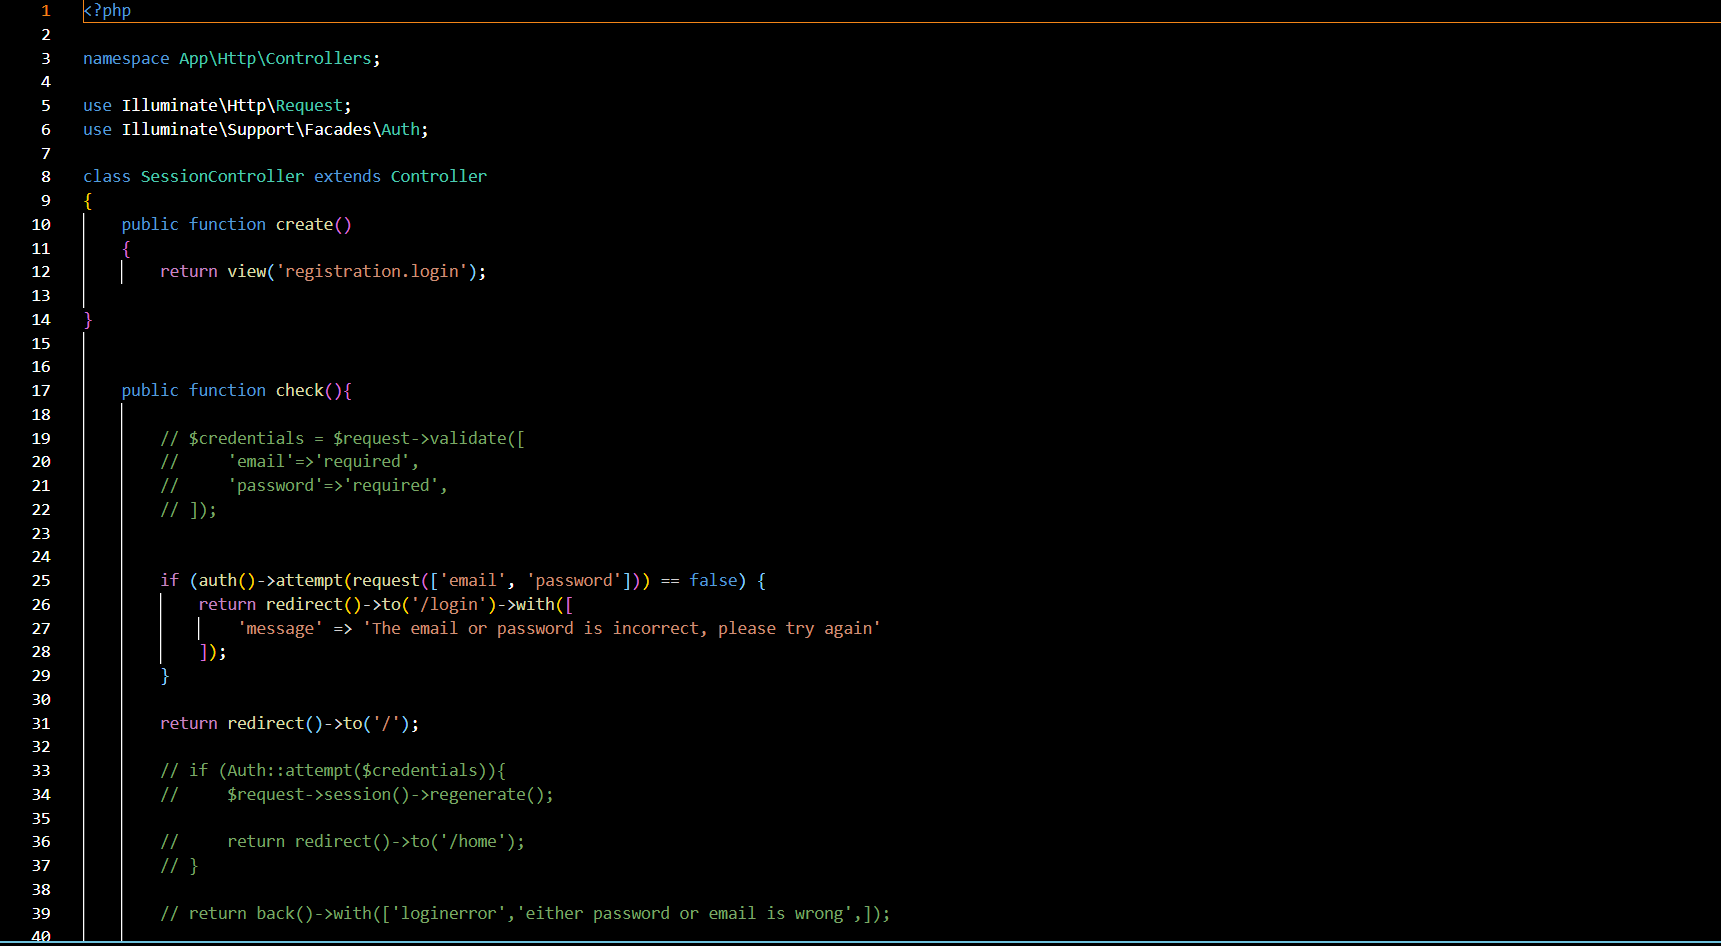 1 <?php
2
3 namespace App\Http\Controllers;
4
5 use Illuminate\Http\Request;
6 use Illuminate\Support\Facades\Auth;
7
8 class SessionController extends Controller
9 {
10     public function create()
11     {
12         return view('registration.login');
13
14 }
15
16
17     public function check(){
18
19         // $credentials = $request->validate([
20         //     'email'=>'required',
21         //     'password'=>'required',
22         // ]);
23
24
25         if (auth()->attempt(request(['email', 'password'])) == false) {
26             return redirect()->to('/login')->with([
27                 'message' => 'The email or password is incorrect, please try again'
28             ]);
29         }
30
31         return redirect()->to('/');
32
33         // if (Auth::attempt($credentials)){
34         //     $request->session()->regenerate();
35
36         //     return redirect()->to('/home');
37         // }
38
39         // return back()->with(['loginerror','either password or email is wrong',]);
40